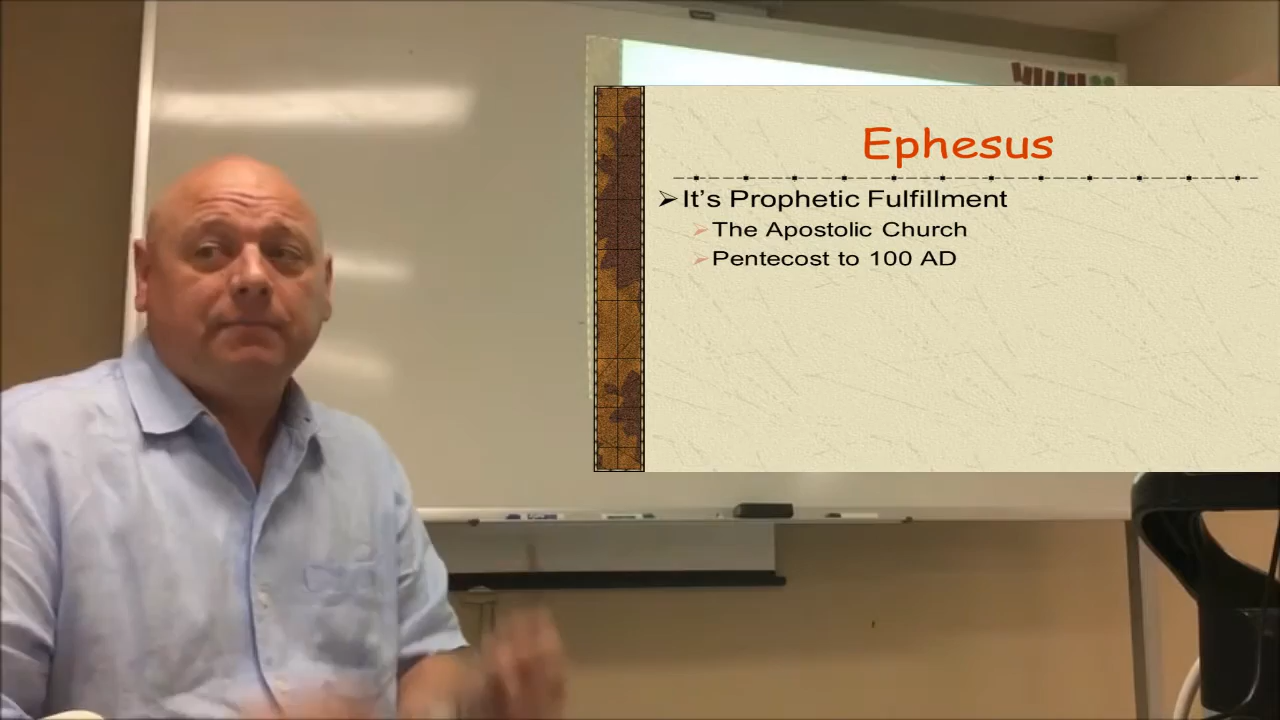 Ephesus
It's Prophetic Fulfillment
The Apostolic Church
Pentecost to 100 AD